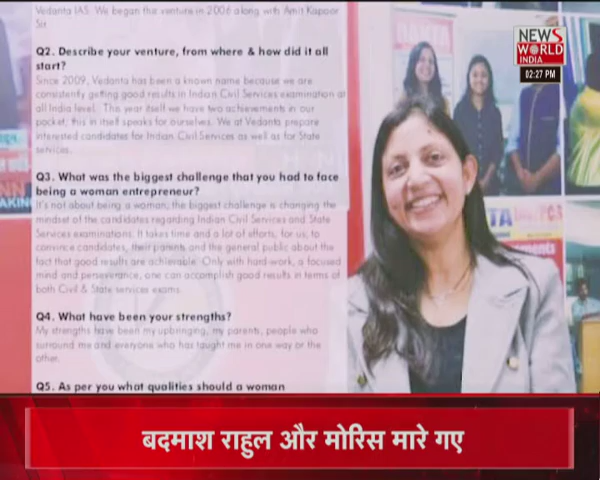 Vedanta IAS. We began this venture in 2006 along with Amit Kapoor
Sir
Q2. Describe your venture, from where & how did it all
start?
Since 2009, Vedanta has been a known name because we are
consistently getting good results in Indian Civil Services examination at
all India level. This year itself we have two achievements in our
pocket, this in itself speaks for ourselves. We at Vedanta prepare
interested candidates for Indian Civil Services as well as for State
services.
Q3. What was the biggest challenge that you had to face
being a woman entrepreneur?
It's not about being a woman, the biggest challenge is changing the
mindset of the candidates regarding Indian Civil Services and State
Services examinations. It takes time and a lot of efforts, for us, to
convince candidates, their parents and the general public about the
fact that good results are achievable. Only with hard-work, a focused
mind and perseverance, one can accomplish good results in terms of
both Civil & State services exams.
Q4. What have been your strengths?
My strengths have been my upbringing, my parents, people who
surround me and everyone who has taught me in one way or the
other.
Q5. As per you what qualities should a woman
NEWS
WORLD
INDIA
02:27 PM
बदमाश राहुल और मोरिस मारे गए